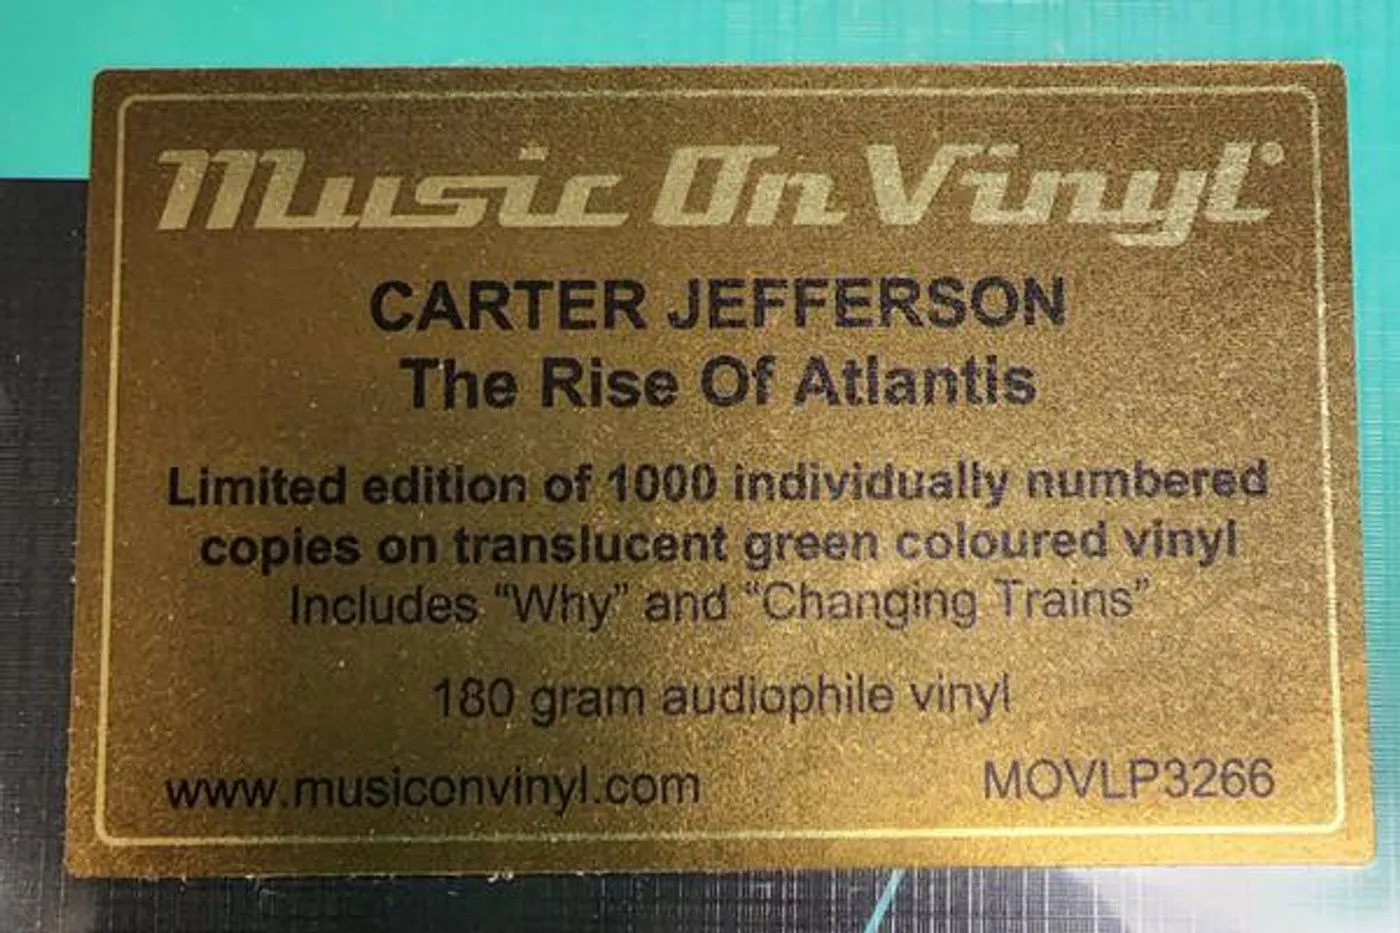 Music On Vinyl®
CARTER JEFFERSON
The Rise Of Atlantis
Limited edition of 1000 individually numbered
copies on translucent green coloured vinyl
Includes “Why” and “Changing Trains”
180 gram audiophile vinyl
www.musiconvinyl.com MOVLP3266